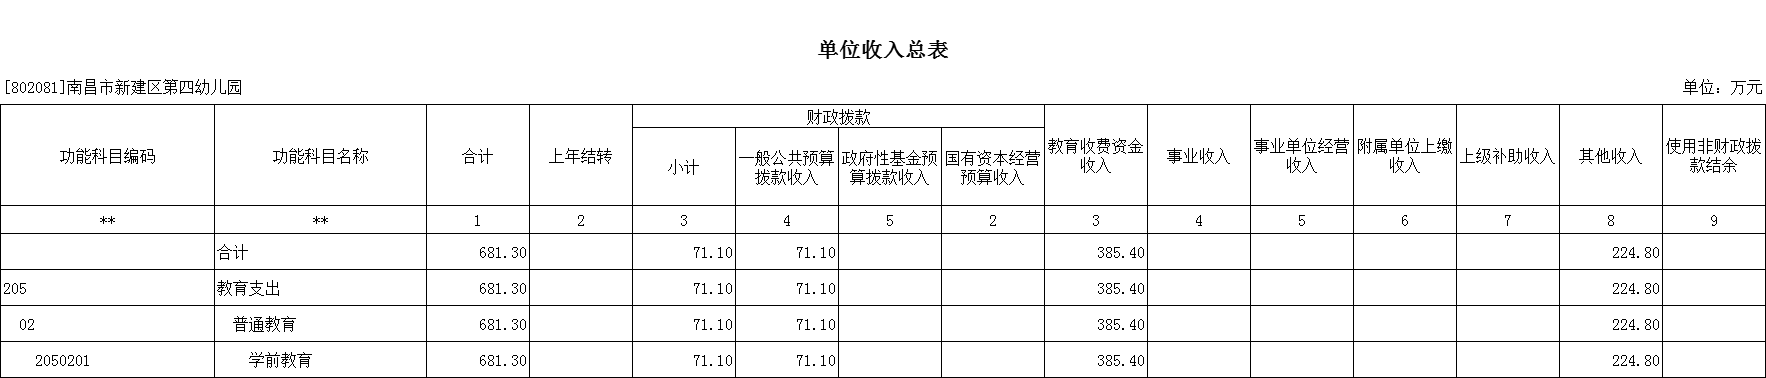 单位收入总表
[802081]南昌市新建区第四幼儿园 单位：万元
功能科目编码 功能科目名称 合计 上年结转 财政拨款 教育收费资金收入 事业收入 事业单位经营收入 附属单位上缴收入 上级补助收入 其他收入 使用非财政拨款结余
小计 一般公共预算拨款收入 政府性基金预算拨款收入 国有资本经营预算收入
** ** 1 2 3 4 5 2 3 4 5 6 7 8 9
合计 681.30 71.10 71.10 385.40 224.80
205 教育支出 681.30 71.10 71.10 385.40 224.80
02 普通教育 681.30 71.10 71.10 385.40 224.80
2050201 学前教育 681.30 71.10 71.10 385.40 224.80